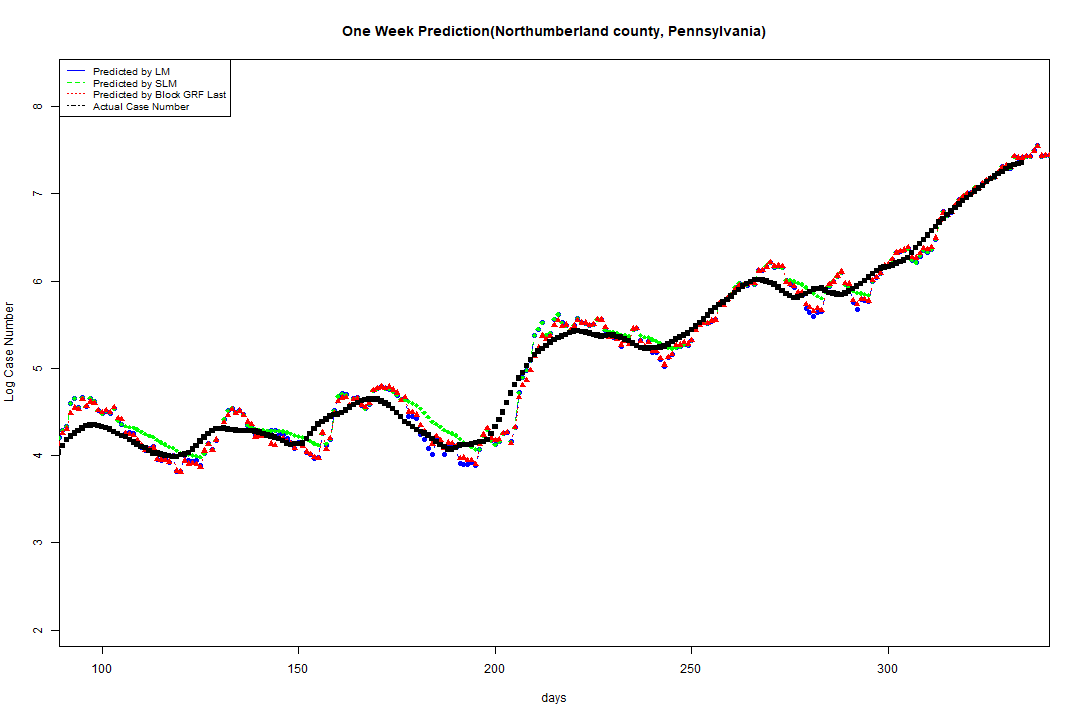 One Week Prediction(Northumberland county, Pennsylvania)
Predicted by LM
Predicted by SLM
Predicted by Block GRF Last
Actual Case Number
8
7
6
5
4
3
2
Log Case Number
100 150 200 250 300
days